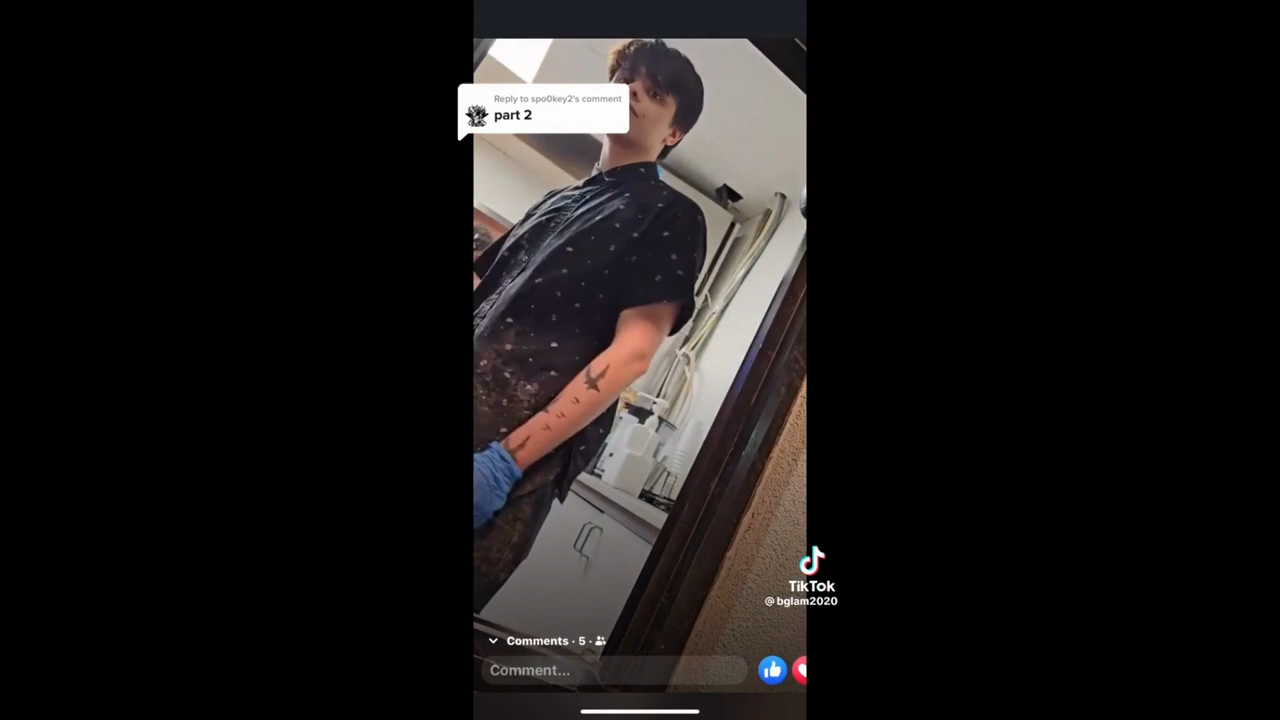 Reply to spo0key2's comment
part 2
TikTok
@bglam2020
Comments · 5 ·
Comment...